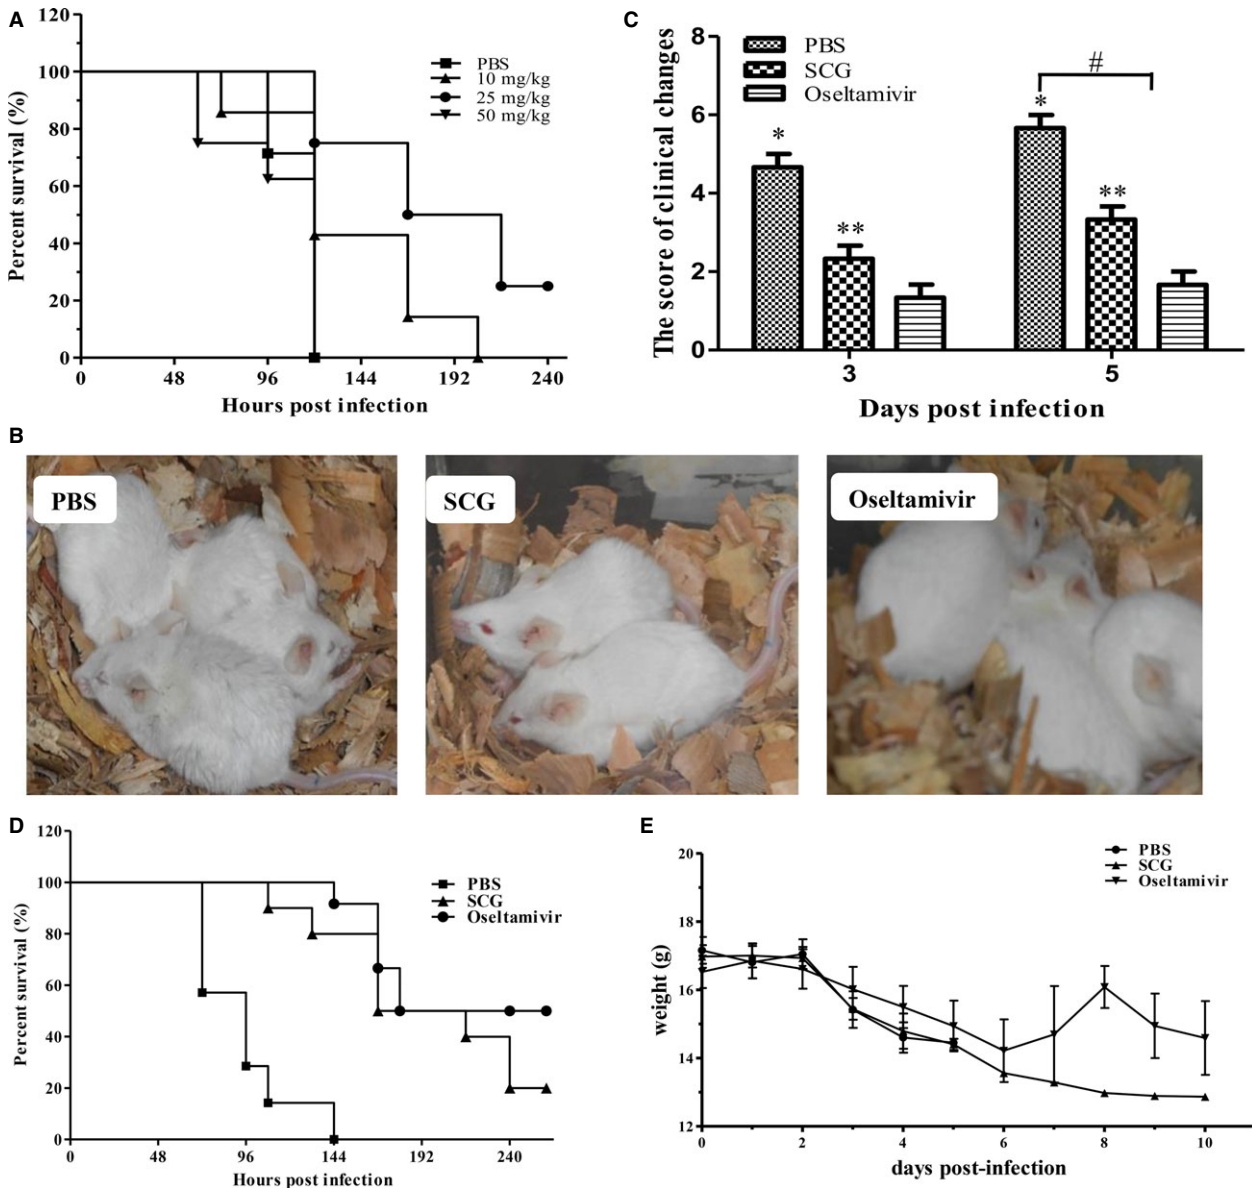 A
120
100
80
60
40
20
0
Percent survival (%)
PBS
10 mg/kg
25 mg/kg
50 mg/kg
0 48 96 144 192 240
Hours post infection
C
8
6
4
2
0
The score of clinical changes
PBS
SCG
Oseltamivir
#
*
**
*
**
3 5
Days post infection
B
PBS
SCG
Oseltamivir
D
120
100
80
60
40
20
0
Percent survival (%)
PBS
SCG
Oseltamivir
0 48 96 144 192 240
Hours post infection
E
20
18
16
14
12
weight (g)
PBS
SCG
Oseltamivir
0 2 4 6 8 10
days post-infection